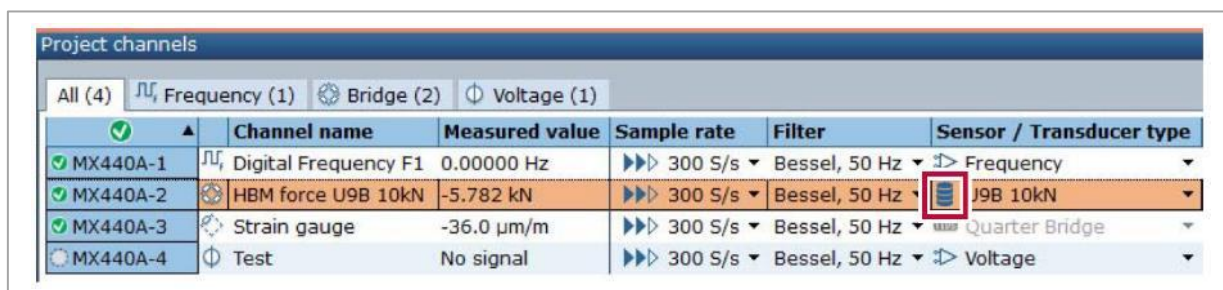 Project channels
All (4) Frequency (1) Bridge (2) Voltage (1)
Channel name Measured value Sample rate Filter Sensor / Transducer type
MX440A-1 Digital Frequency F1 0.00000 Hz 300 S/s Bessel, 50 Hz Frequency
MX440A-2 HBM force U9B 10kN -5.782 kN 300 S/s Bessel, 50 Hz U9B 10kN
MX440A-3 Strain gauge -36.0 µm/m 300 S/s Bessel, 50 Hz Quarter Bridge
MX440A-4 Test No signal 300 S/s Bessel, 50 Hz Voltage